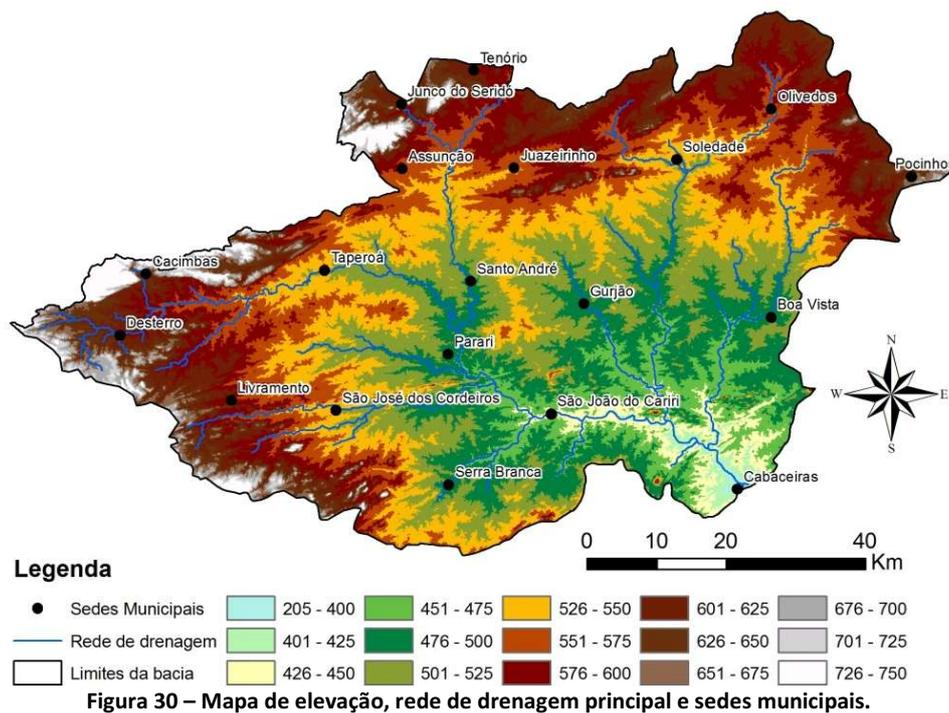 Tenório
Junco do Seridó
Olivedos
Assunção
Juazeirinho
Soledade
Pocinhos
Cacimbas
Taperoá
Santo André
Gurjão
Boa Vista
Desterro
Parari
N
W
E
S
Livramento
São José dos Cordeiros
São João do Cariri
Serra Branca
Cabaceiras
0 10 20 40
Km
Legenda
Sedes Municipais
Rede de drenagem
Limites da bacia
205 - 400
401 - 425
426 - 450
451 - 475
476 - 500
501 - 525
526 - 550
551 - 575
576 - 600
601 - 625
626 - 650
651 - 675
676 - 700
701 - 725
726 - 750
Figura 30 – Mapa de elevação, rede de drenagem principal e sedes municipais.